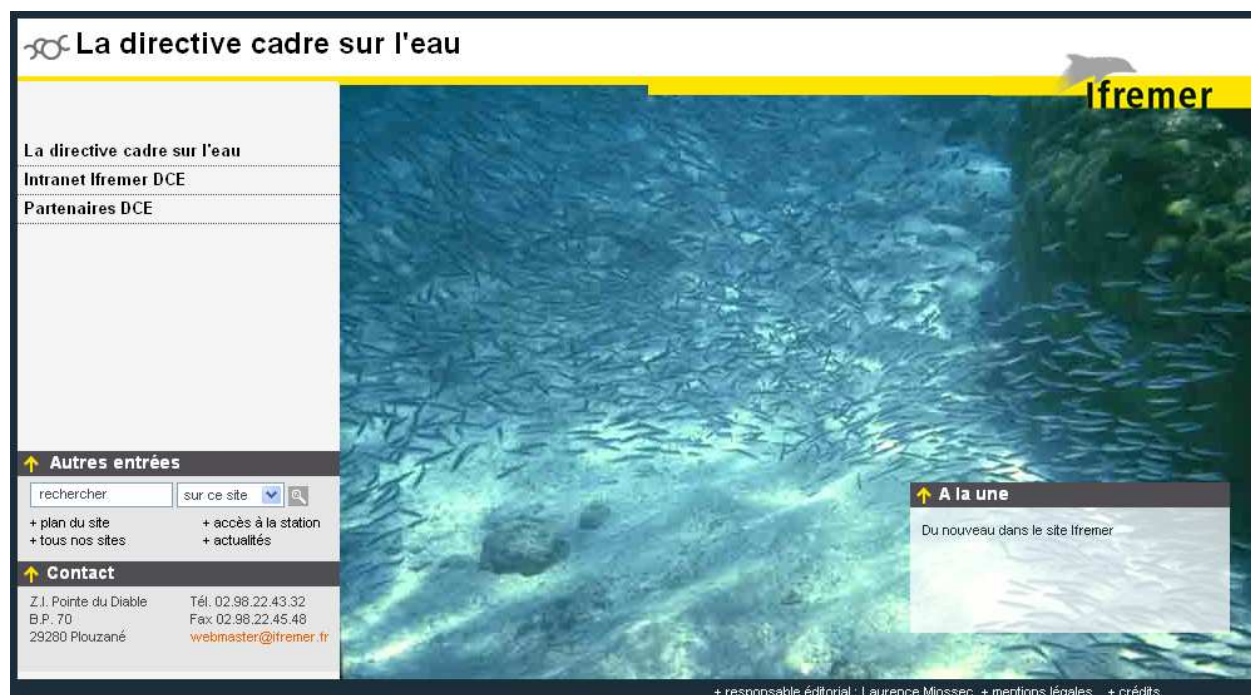 La directive cadre sur l'eau
Ifremer
La directive cadre sur l'eau
Intranet Ifremer DCE
Partenaires DCE
Autres entrées
rechercher sur ce site
+ plan du site + accès à la station
+ tous nos sites + actualités
Contact
Z.I. Pointe du Diable Tél. 02.98.22.43.32
B.P. 70 Fax 02.98.22.45.48
29280 Plouzané webmaster@ifremer.fr
A la une
Du nouveau dans le site Ifremer
+ responsable éditorial : Laurence Miossec + mentions légales + crédits